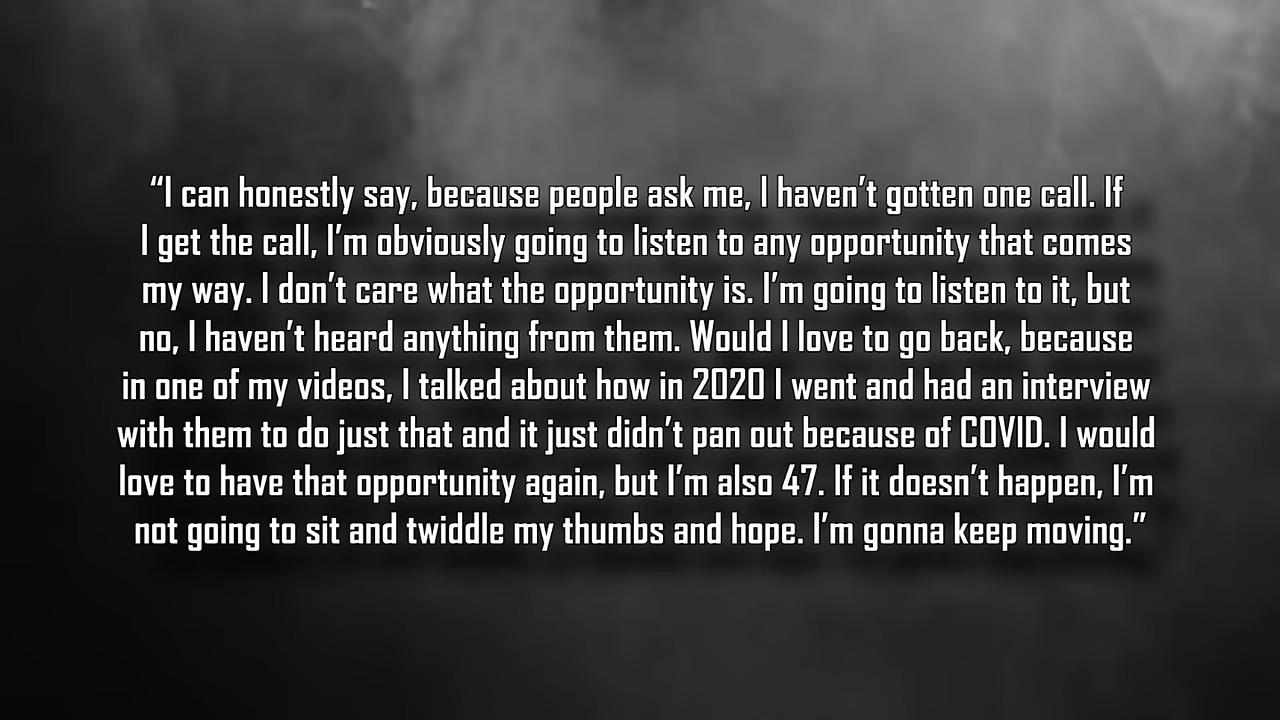 “I can honestly say, because people ask me, I haven’t gotten one call. If
I get the call, I’m obviously going to listen to any opportunity that comes
my way. I don’t care what the opportunity is. I’m going to listen to it, but
no, I haven’t heard anything from them. Would I love to go back, because
in one of my videos, I talked about how in 2020 I went and had an interview
with them to do just that and it just didn’t pan out because of COVID. I would
love to have that opportunity again, but I’m also 47. If it doesn’t happen, I’m
not going to sit and twiddle my thumbs and hope. I’m gonna keep moving.”